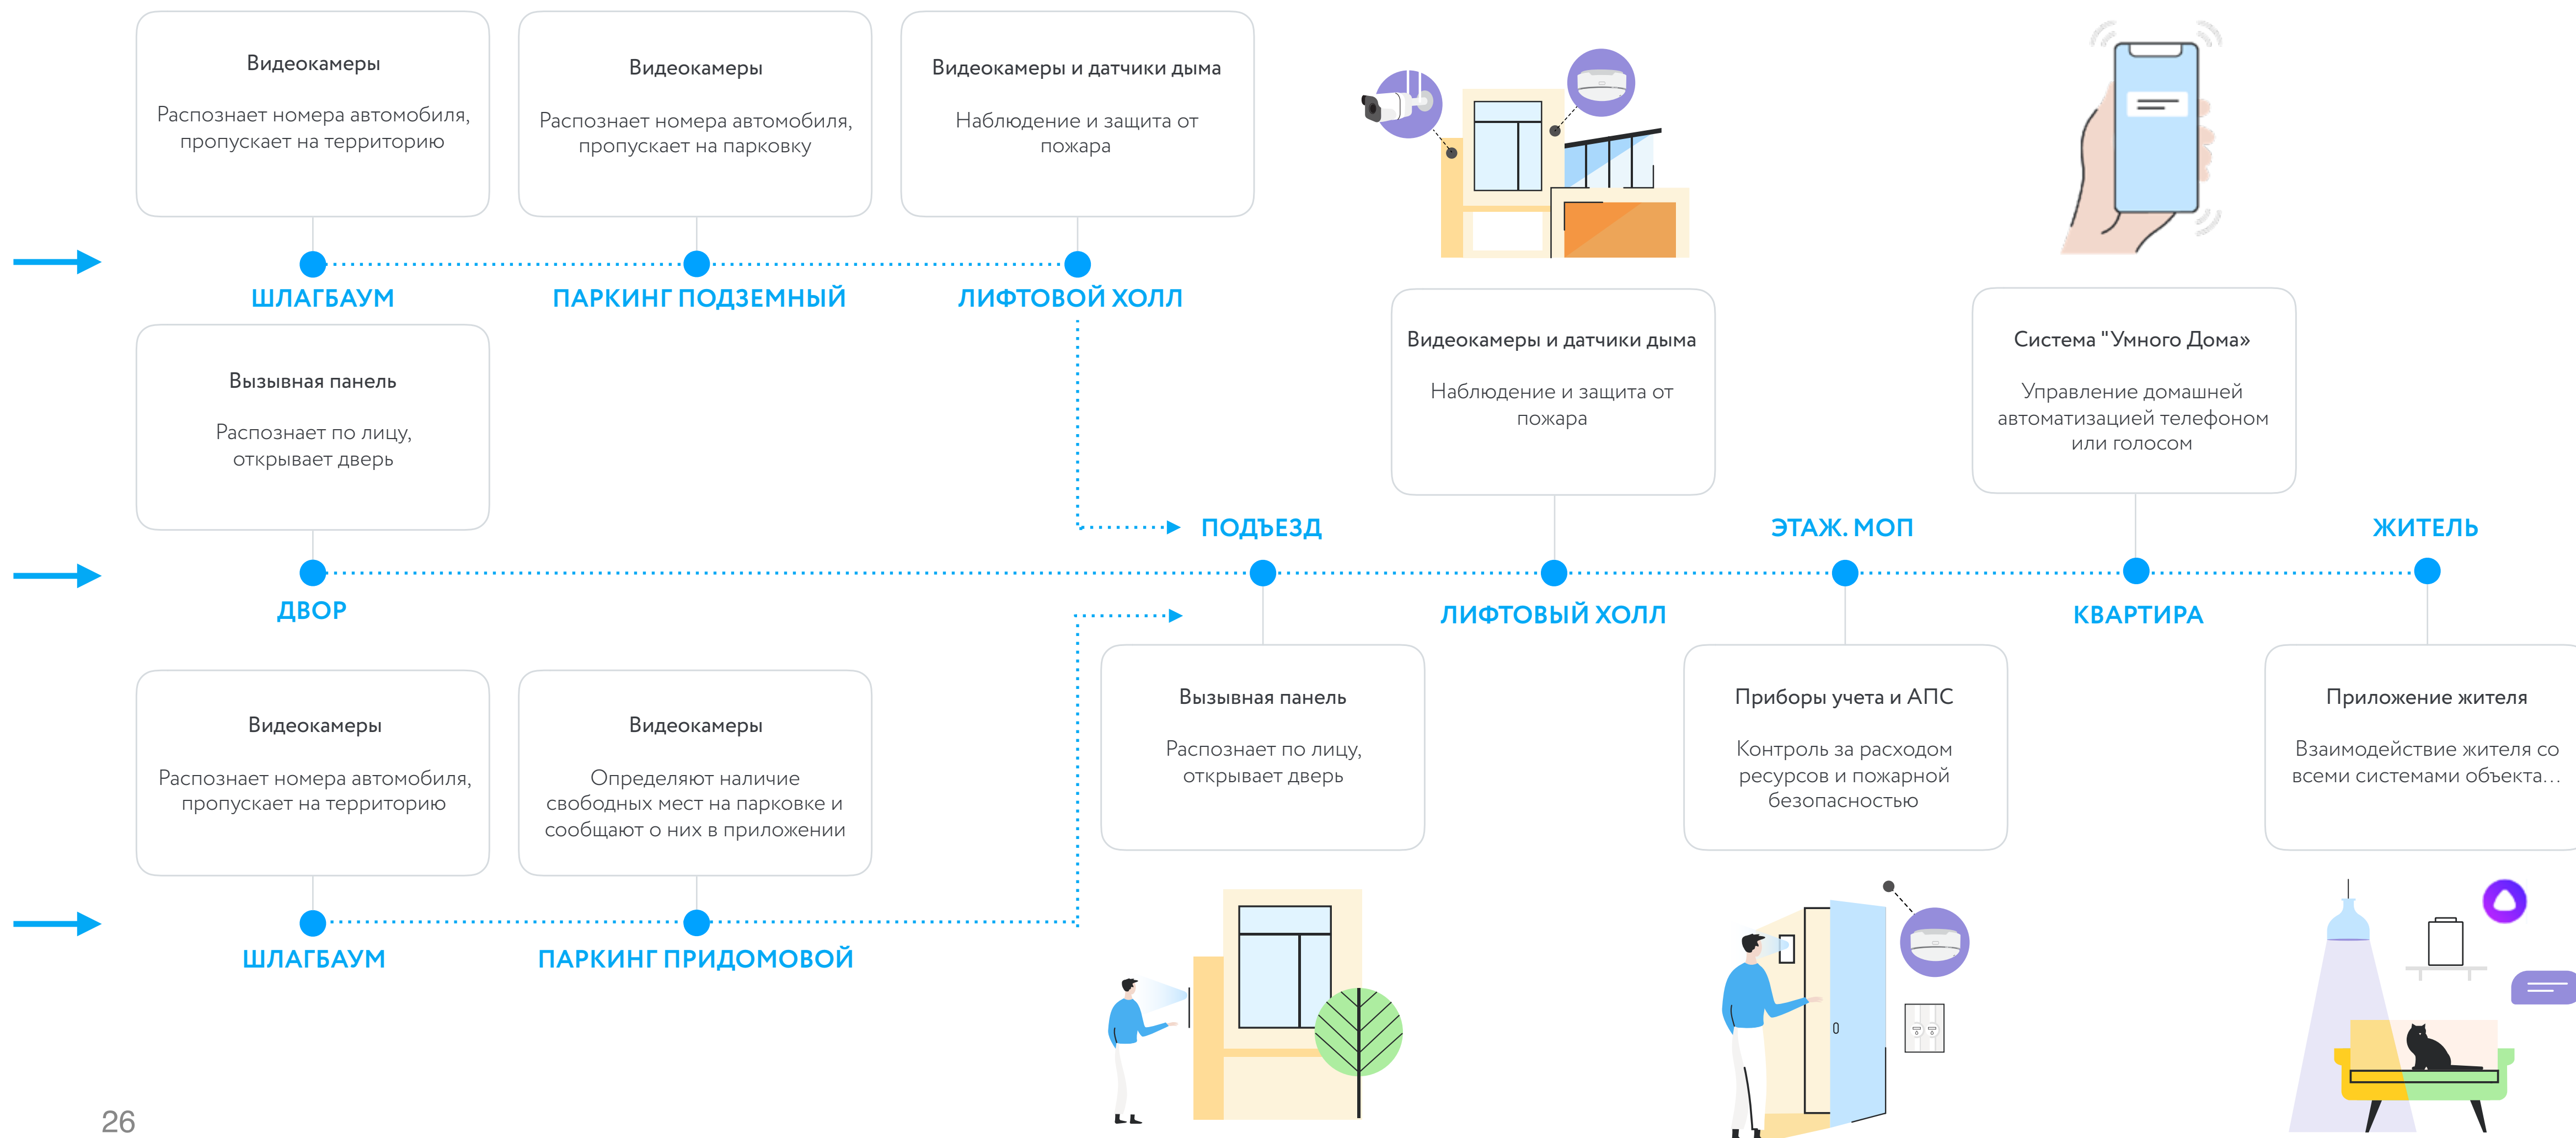 Видеокамеры
Распознает номера автомобиля,
пропускает на территорию
Видеокамеры
Распознает номера автомобиля,
пропускает на парковку
Видеокамеры и датчики дыма
Наблюдение и защита от
пожара
ШЛАГБАУМ
ПАРКИНГ ПОДЗЕМНЫЙ
ЛИФТОВОЙ ХОЛЛ
Вызывная панель
Распознает по лицу,
открывает дверь
Видеокамеры и датчики дыма
Наблюдение и защита от
пожара
Система "Умного Дома»
Управление домашней
автоматизацией телефоном
или голосом
ПОДЪЕЗД
ЭТАЖ. МОП
ЖИТЕЛЬ
ДВОР
ЛИФТОВЫЙ ХОЛЛ
КВАРТИРА
Видеокамеры
Распознает номера автомобиля,
пропускает на территорию
Видеокамеры
Определяют наличие
свободных мест на парковке и
сообщают о них в приложении
Вызывная панель
Распознает по лицу,
открывает дверь
Приборы учета и АПС
Контроль за расходом
ресурсов и пожарной
безопасностью
Приложение жителя
Взаимодействие жителя со
всеми системами объекта...
ШЛАГБАУМ
ПАРКИНГ ПРИДОМОВОЙ
26